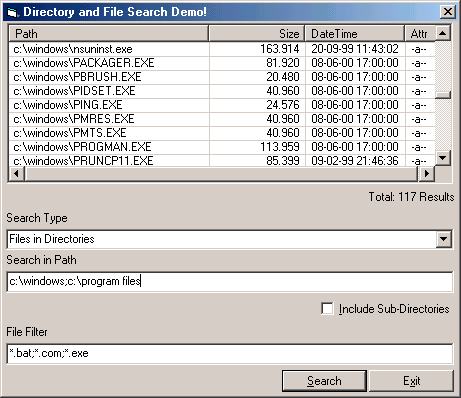 Directory and File Search Demo!
Path Size DateTime Attr
c:\windows\nsuninst.exe 163.914 20-09-99 11:43:02 -a--
c:\windows\PACKAGER.EXE 81.920 08-06-00 17:00:00 -a--
c:\windows\PBRUSH.EXE 20.480 08-06-00 17:00:00 -a--
c:\windows\PIDSET.EXE 40.960 08-06-00 17:00:00 -a--
c:\windows\PING.EXE 24.576 08-06-00 17:00:00 -a--
c:\windows\PMRES.EXE 40.960 08-06-00 17:00:00 -a--
c:\windows\PMTS.EXE 40.960 08-06-00 17:00:00 -a--
c:\windows\PROGMAN.EXE 113.959 08-06-00 17:00:00 -a--
c:\windows\PRUNCP11.EXE 85.399 09-02-99 21:46:36 -a--
Total: 117 Results
Search Type
Files in Directories
Search in Path
c:\windows;c:\program files
Include Sub-Directories
File Filter
*.bat;*.com;*.exe
Search Exit